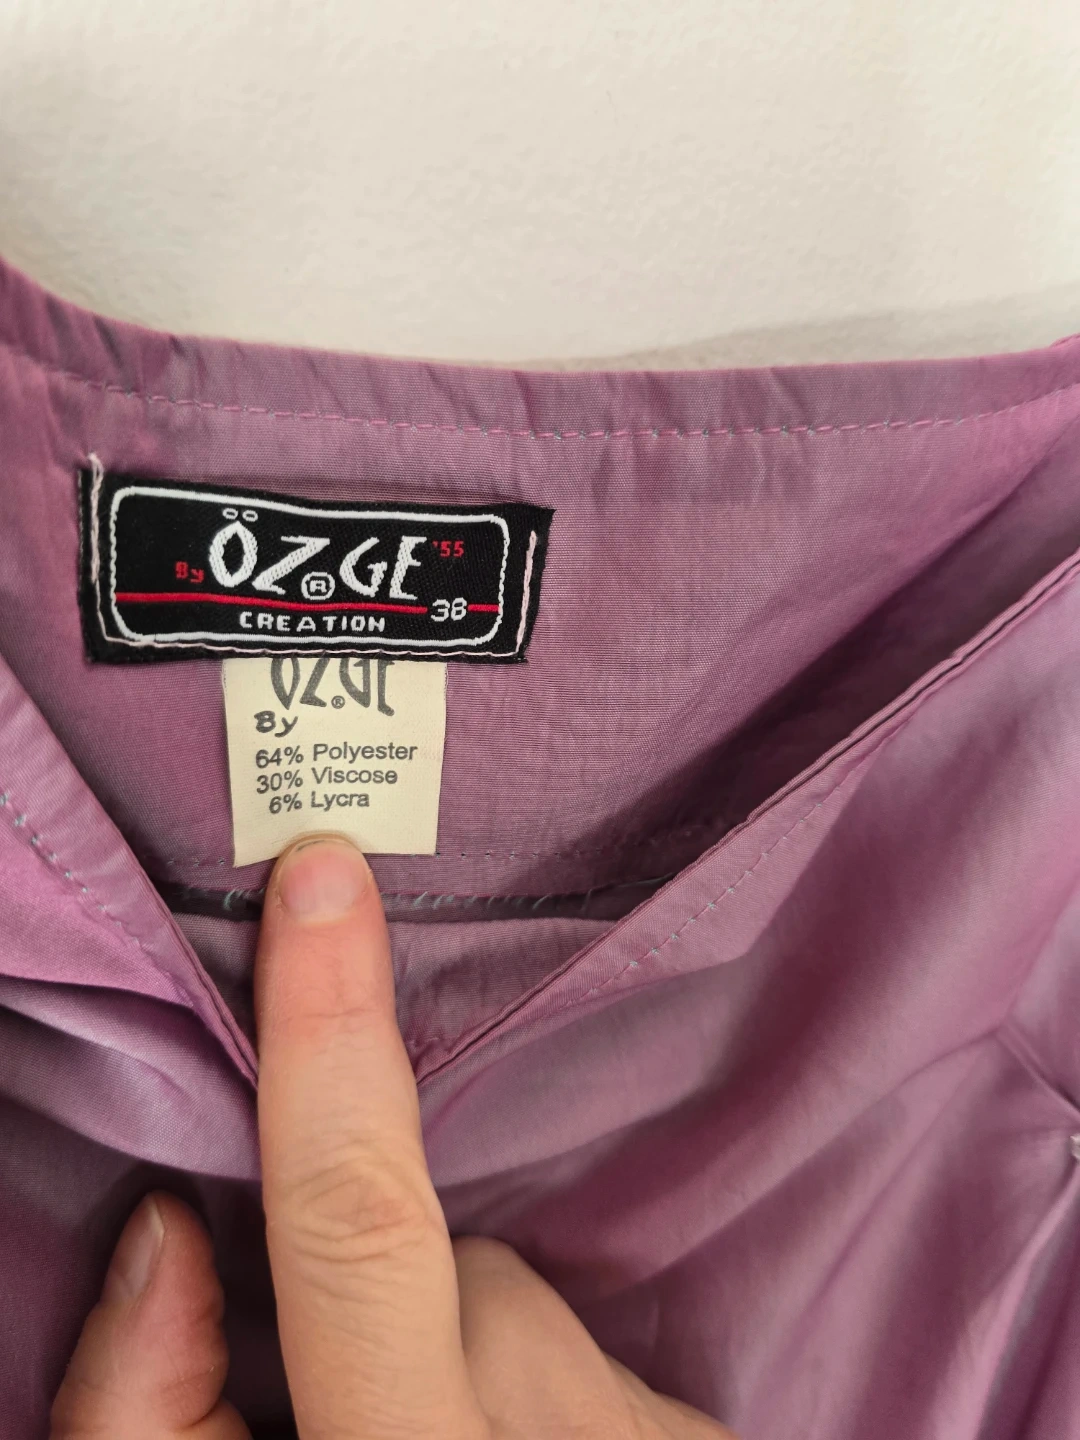 By ÖZ®GE '55
38
CREATION
ÖZ.®GE
By
64% Polyester
30% Viscose
6% Lycra